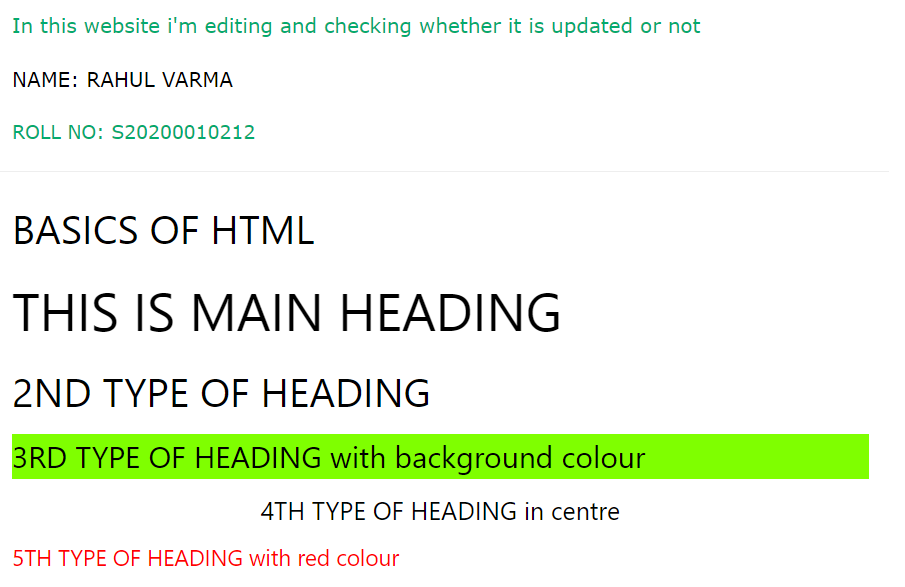 In this website i'm editing and checking whether it is updated or not
NAME: RAHUL VARMA
ROLL NO: S20200010212
BASICS OF HTML
THIS IS MAIN HEADING
2ND TYPE OF HEADING
3RD TYPE OF HEADING with background colour
4TH TYPE OF HEADING in centre
5TH TYPE OF HEADING with red colour